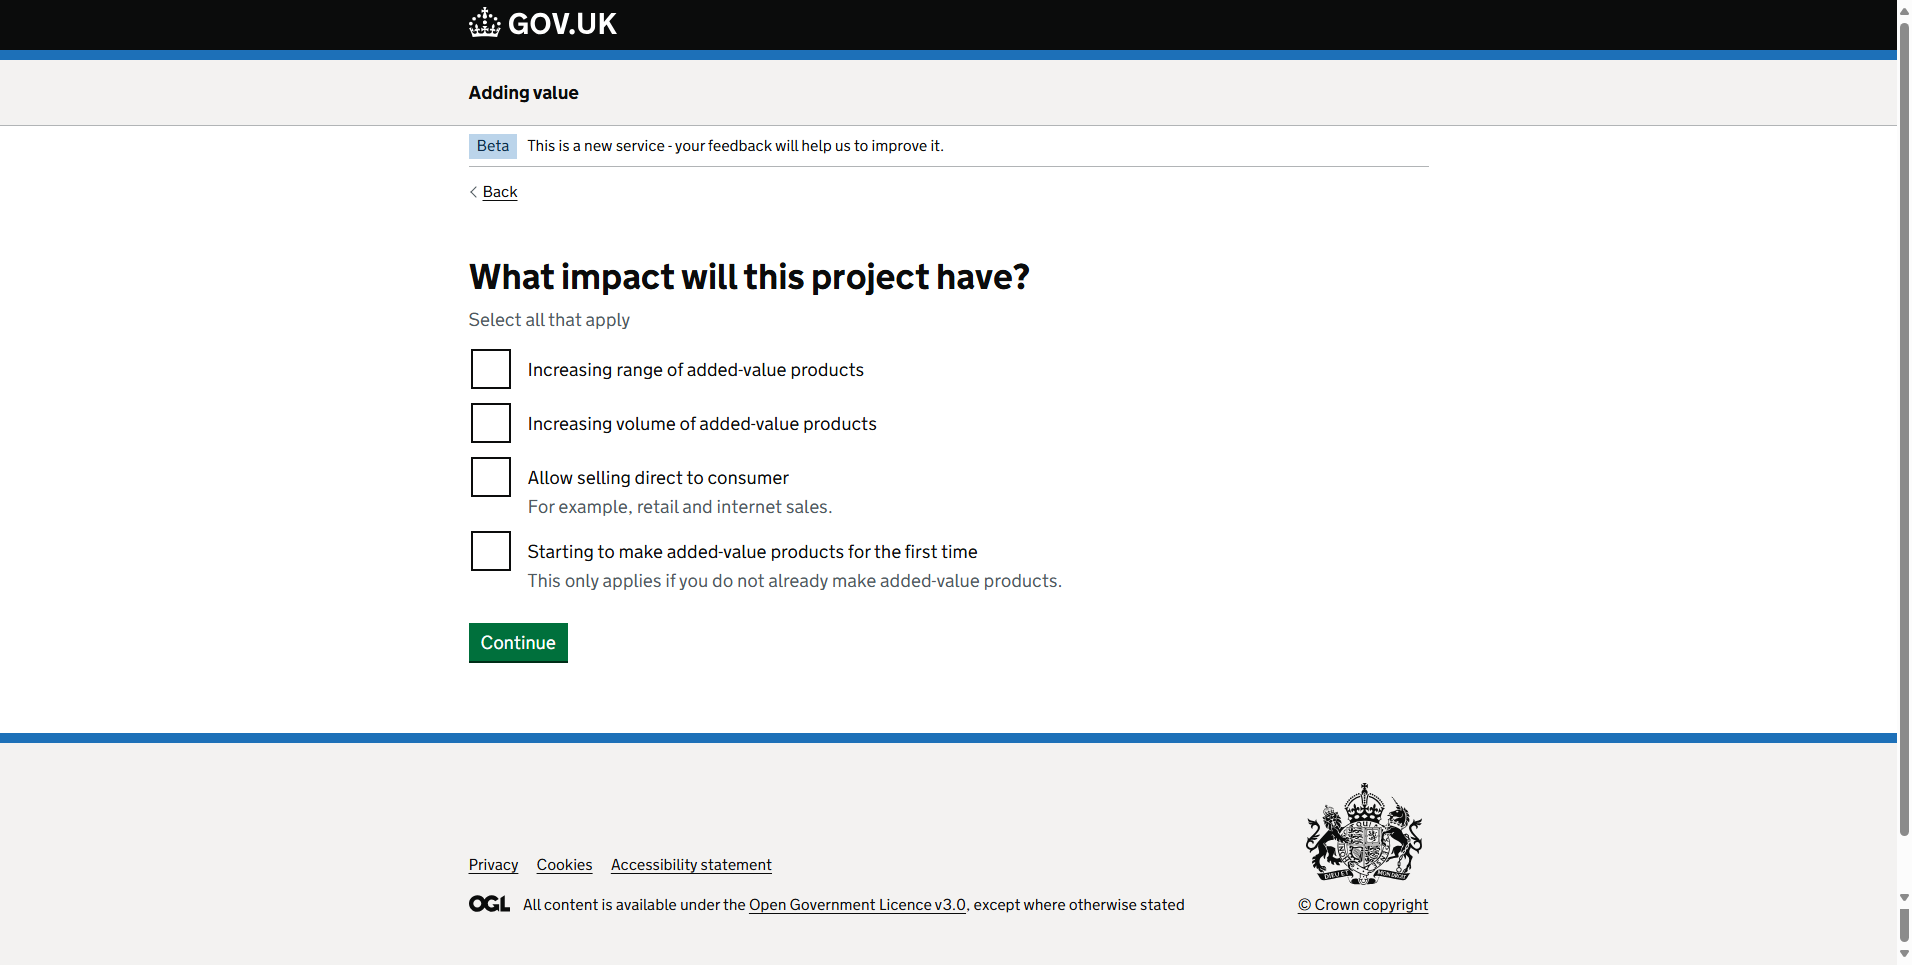 GOV.UK
Adding value
Beta This is a new service - your feedback will help us to improve it.
Back
What impact will this project have?
Select all that apply
Increasing range of added-value products
Increasing volume of added-value products
Allow selling direct to consumer
For example, retail and internet sales.
Starting to make added-value products for the first time
This only applies if you do not already make added-value products.
Continue
Privacy Cookies Accessibility statement
OGL All content is available under the Open Government Licence v3.0, except where otherwise stated
© Crown copyright